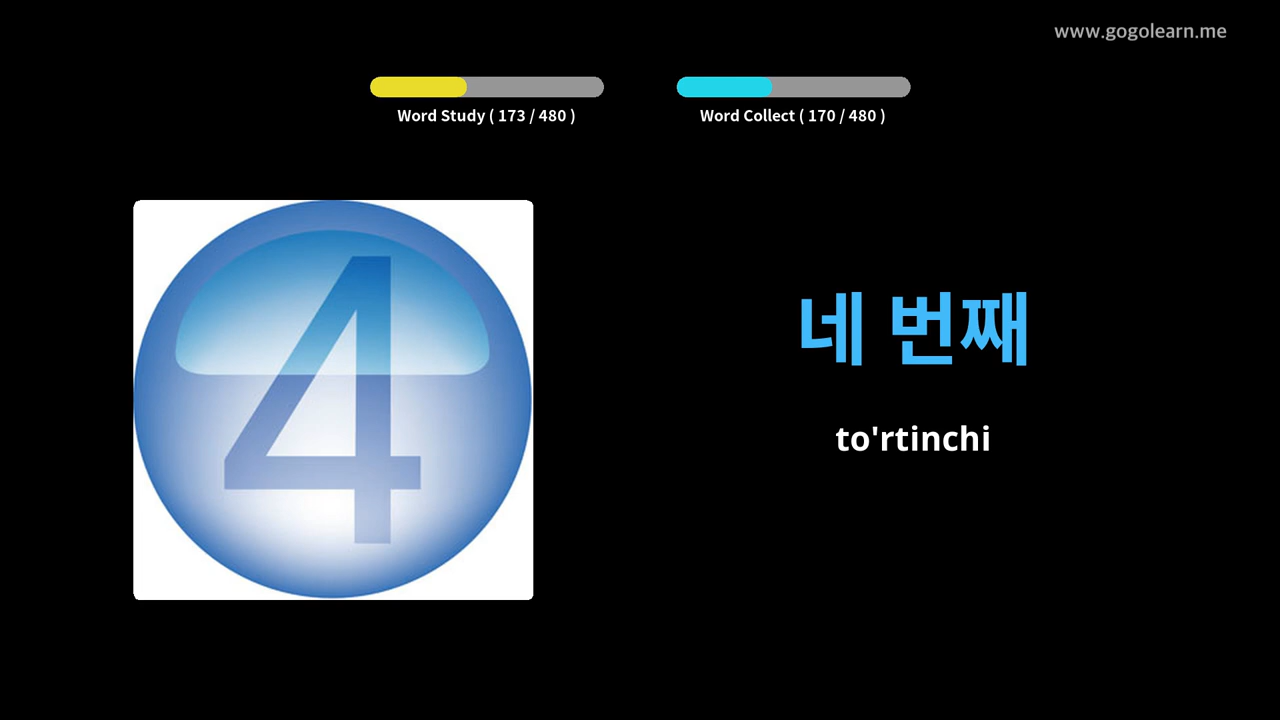 www.gogolearn.me
Word Study ( 173 / 480 )
Word Collect ( 170 / 480 )
4
네 번째
to'rtinchi